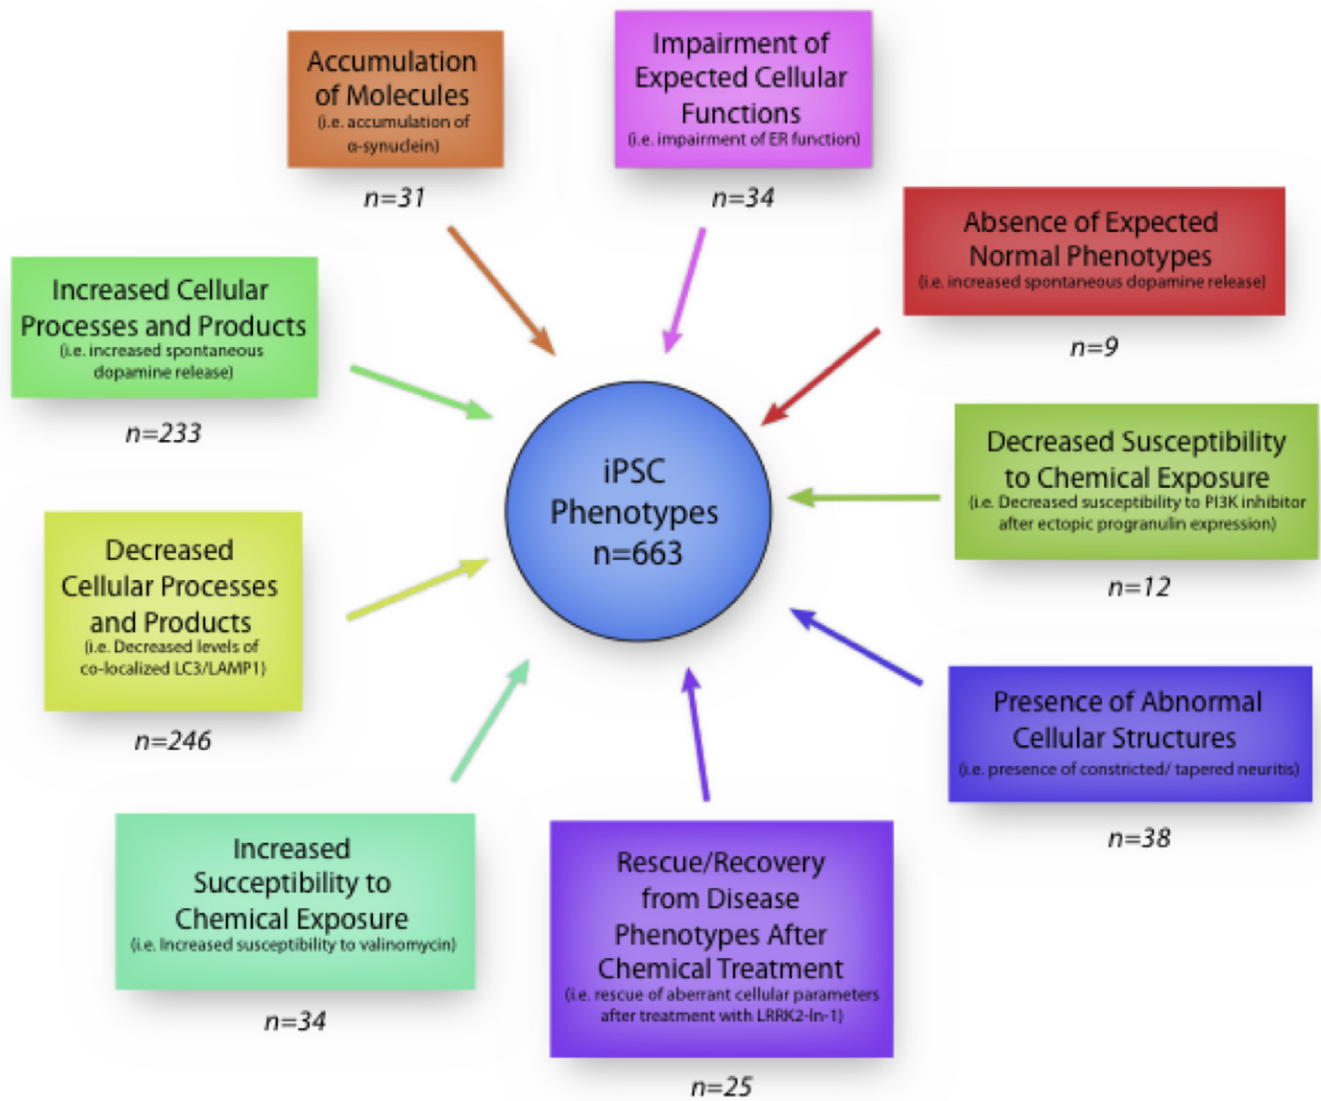 Accumulation
of Molecules
(i.e. accumulation of
α-synuclein)
n=31
Impairment of
Expected Cellular
Functions
(i.e. impairment of ER function)
n=34
Absence of Expected
Normal Phenotypes
(i.e. increased spontaneous dopamine release)
n=9
Increased Cellular
Processes and Products
(i.e. increased spontaneous
dopamine release)
n=233
Decreased Susceptibility
to Chemical Exposure
(i.e. Decreased susceptibility to PI3K inhibitor
after ectopic progranulin expression)
n=12
iPSC
Phenotypes
n=663
Decreased
Cellular Processes
and Products
(i.e. Decreased levels of
co-localized LC3/LAMP1)
n=246
Presence of Abnormal
Cellular Structures
(i.e. presence of constricted/ tapered neuritis)
n=38
Increased
Succeptibility to
Chemical Exposure
(i.e. Increased susceptibility to valinomycin)
n=34
Rescue/Recovery
from Disease
Phenotypes After
Chemical Treatment
(i.e. rescue of aberrant cellular parameters
after treatment with LRRK2-In-1)
n=25